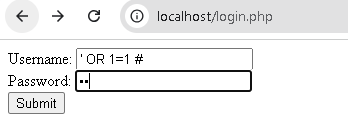 localhost/login.php
Username: ' OR 1=1 #
Password: ••
Submit